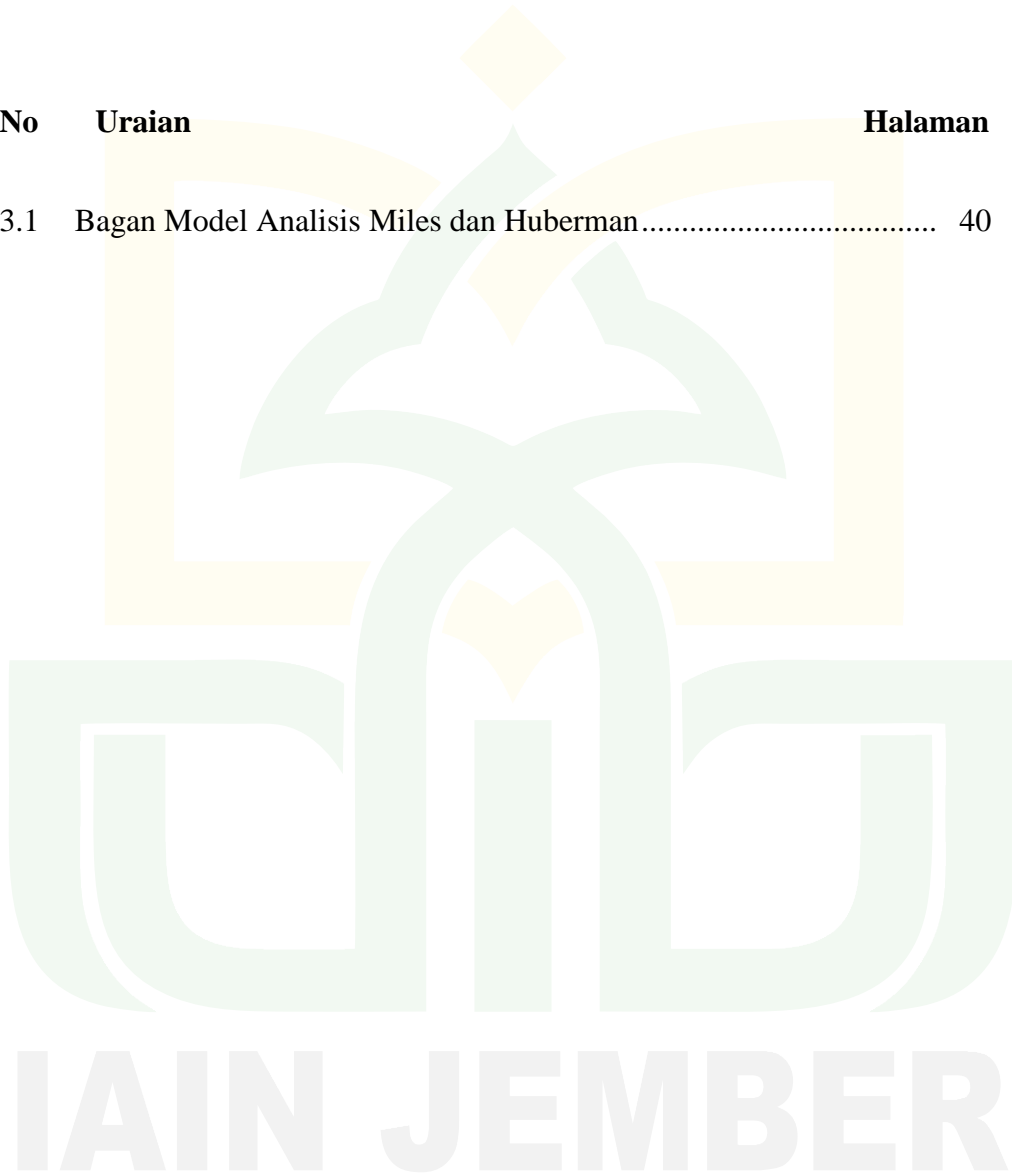 No Uraian Halaman
3.1 Bagan Model Analisis Miles dan Huberman................................. 40
IAIN JEMBER